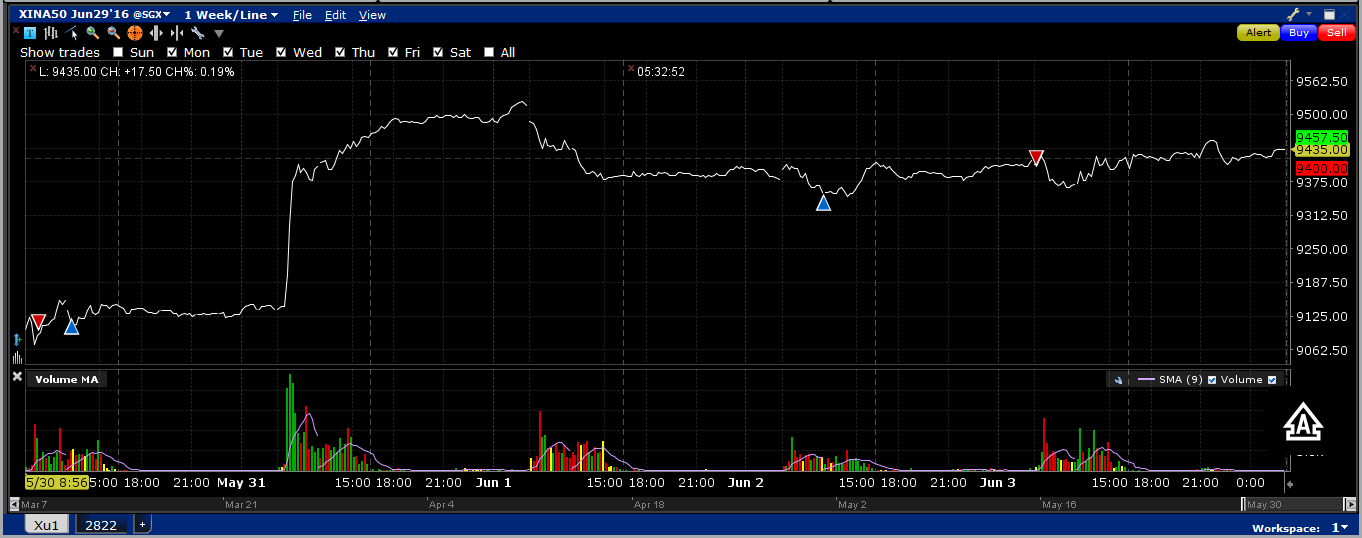 XINA50 Jun29'16 @SGX 1 Week/Line File Edit View
T
Alert Buy Sell
Show trades Sun Mon Tue Wed Thu Fri Sat All
L: 9435.00 CH: +17.50 CH%: 0.19% 05:32:52
9562.50
9500.00
9457.50
9435.00
9400.00
9375.00
9312.50
9250.00
9187.50
9125.00
9062.50
Volume MA SMA (9) Volume
A
5/30 8:56 5:00 18:00 21:00 May 31 15:00 18:00 21:00 Jun 1 15:00 18:00 21:00 Jun 2 15:00 18:00 21:00 Jun 3 15:00 18:00 21:00 0:00
Mar 7 Mar 21 Apr 4 Apr 18 May 2 May 16 May 30
Xu1 2822 +
Workspace: 1